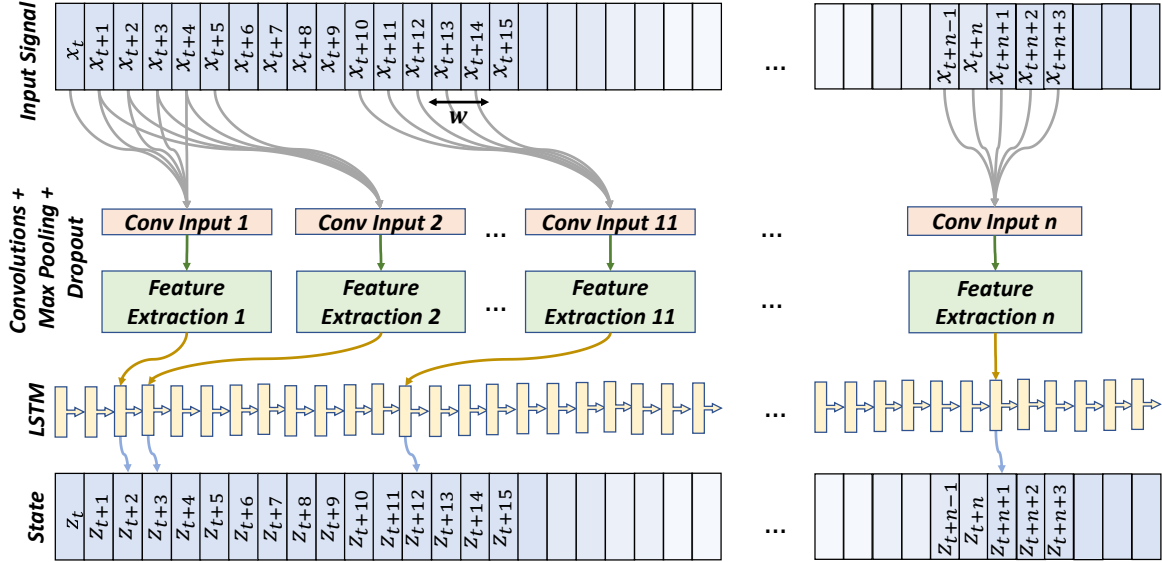 Input Signal
x_t
x_{t+1}
x_{t+2}
x_{t+3}
x_{t+4}
x_{t+5}
x_{t+6}
x_{t+7}
x_{t+8}
x_{t+9}
x_{t+10}
x_{t+11}
x_{t+12}
x_{t+13}
x_{t+14}
x_{t+15}
...
x_{t+n-1}
x_{t+n}
x_{t+n+1}
x_{t+n+2}
x_{t+n+3}
w
Convolutions +
Max Pooling +
Dropout
Conv Input 1
Conv Input 2
...
Conv Input 11
...
Conv Input n
Feature
Extraction 1
Feature
Extraction 2
...
Feature
Extraction 11
...
Feature
Extraction n
LSTM
...
State
z_t
z_{t+1}
z_{t+2}
z_{t+3}
z_{t+4}
z_{t+5}
z_{t+6}
z_{t+7}
z_{t+8}
z_{t+9}
z_{t+10}
z_{t+11}
z_{t+12}
z_{t+13}
z_{t+14}
z_{t+15}
...
z_{t+n-1}
z_{t+n}
z_{t+n+1}
z_{t+n+2}
z_{t+n+3}